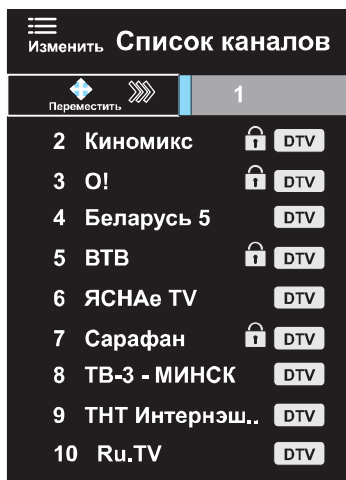 Изменить Список каналов
Переместить 1
2 Киномикс DTV
3 О! DTV
4 Беларусь 5 DTV
5 ВТВ DTV
6 ЯСНАе TV DTV
7 Сарафан DTV
8 ТВ-3 - МИНСК DTV
9 ТНТ Интернэш.. DTV
10 Ru.TV DTV